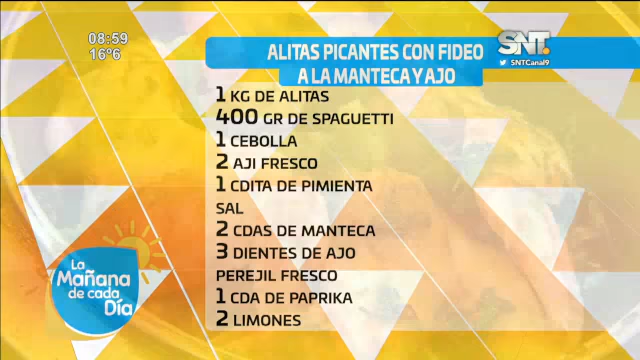 08:59
16°6
ALITAS PICANTES CON FIDEO
A LA MANTECA Y AJO
SNT.
SNTCanal9
1 KG DE ALITAS
400 GR DE SPAGUETTI
1 CEBOLLA
2 AJI FRESCO
1 CDITA DE PIMIENTA
SAL
2 CDAS DE MANTECA
3 DIENTES DE AJO
PEREJIL FRESCO
1 CDA DE PAPRIKA
2 LIMONES
La
Mañana
de cada
Día